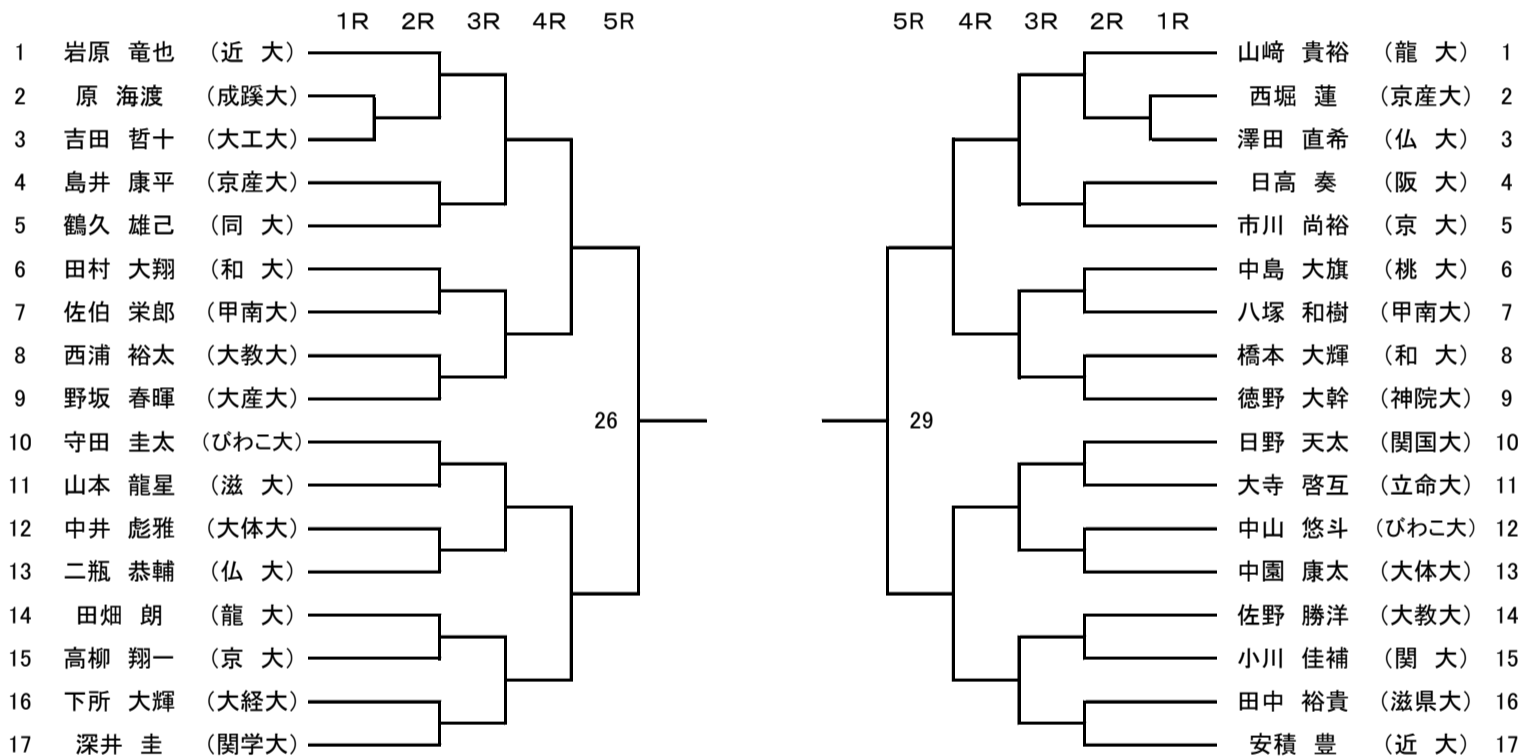 1R 2R 3R 4R 5R
1 岩原 竜也 (近 大)
2 原 海渡 (成蹊大)
3 吉田 哲十 (大工大)
4 島井 康平 (京産大)
5 鶴久 雄己 (同 大)
6 田村 大翔 (和 大)
7 佐伯 栄郎 (甲南大)
8 西浦 裕太 (大教大)
9 野坂 春暉 (大産大)
26
10 守田 圭太 (びわこ大)
11 山本 龍星 (滋 大)
12 中井 彪雅 (大体大)
13 二瓶 恭輔 (仏 大)
14 田畑 朗 (龍 大)
15 高柳 翔一 (京 大)
16 下所 大輝 (大経大)
17 深井 圭 (関学大)
5R 4R 3R 2R 1R
山﨑 貴裕 (龍 大) 1
西堀 蓮 (京産大) 2
澤田 直希 (仏 大) 3
日高 奏 (阪 大) 4
市川 尚裕 (京 大) 5
中島 大旗 (桃 大) 6
八塚 和樹 (甲南大) 7
橋本 大輝 (和 大) 8
徳野 大幹 (神院大) 9
29
日野 天太 (関国大) 10
大寺 啓互 (立命大) 11
中山 悠斗 (びわこ大) 12
中園 康太 (大体大) 13
佐野 勝洋 (大教大) 14
小川 佳補 (関 大) 15
田中 裕貴 (滋県大) 16
安積 豊 (近 大) 17